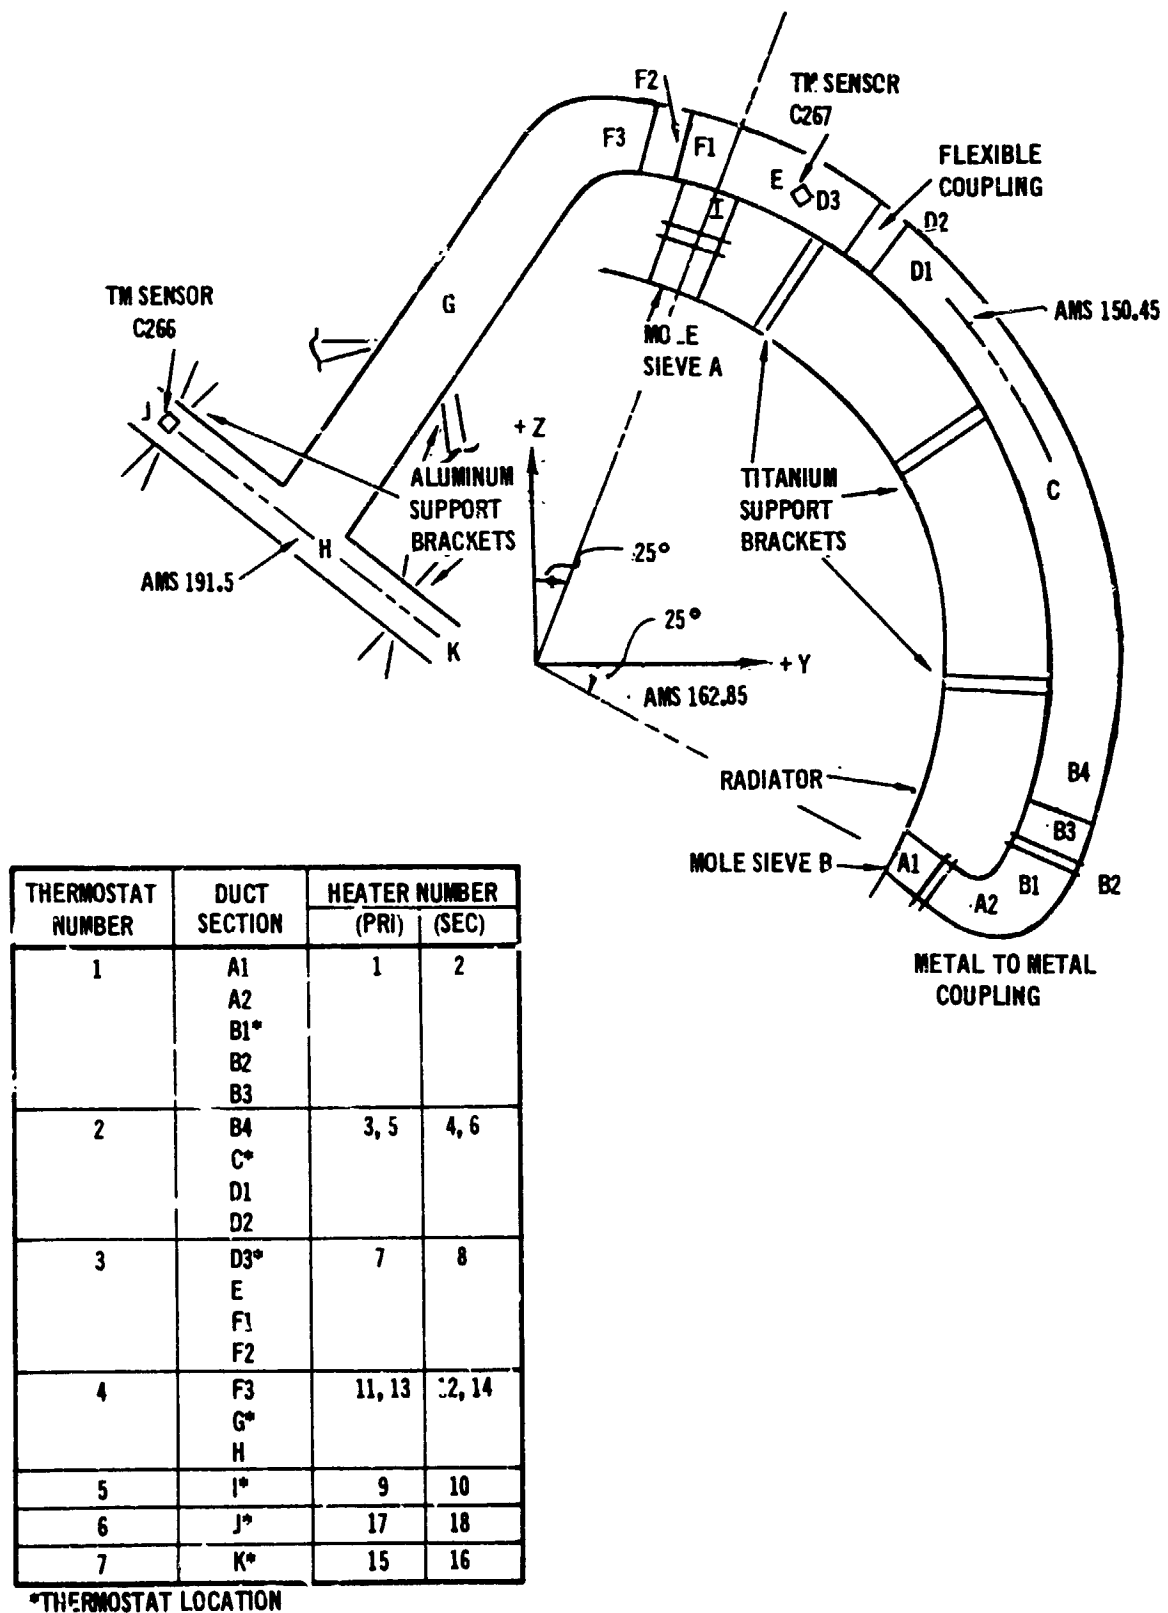 F2
TM SENSOR
C267
F3
F1
E
D3
FLEXIBLE
COUPLING
D2
D1
I
TM SENSOR
C266
G
AMS 150.45
MOLE
SIEVE A
J
+ Z
ALUMINUM
SUPPORT
BRACKETS
TITANIUM
SUPPORT
BRACKETS
C
H
AMS 191.5
25°
25°
K
+ Y
AMS 162.85
RADIATOR
B4
B3
MOLE SIEVE B
A1
A2
B1
B2
METAL TO METAL
COUPLING
THERMOSTAT NUMBER DUCT SECTION HEATER NUMBER
(PRI) (SEC)
1 A1 1 2
A2
B1*
B2
B3
2 B4 3, 5 4, 6
C*
D1
D2
3 D3* 7 8
E
F1
F2
4 F3 11, 13 12, 14
G*
H
5 I* 9 10
6 J* 17 18
7 K* 15 16
*THERMOSTAT LOCATION